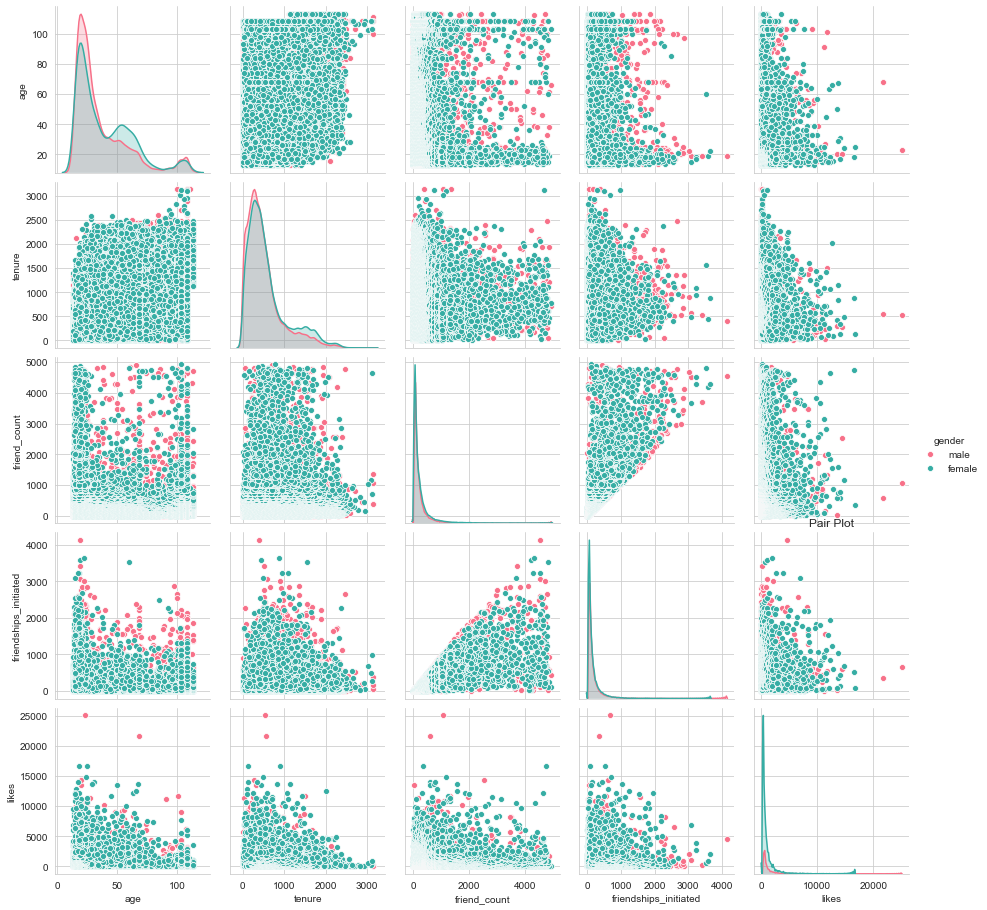 age
100
80
60
40
20
tenure
3000
2500
2000
1500
1000
500
0
friend_count
5000
4000
3000
2000
1000
0
gender
male
female
Pair Plot
friendships_initiated
4000
3000
2000
1000
0
likes
25000
20000
15000
10000
5000
0
0 50 100
0 1000 2000 3000
0 2000 4000
0 1000 2000 3000 4000
0 10000 20000
age
tenure
friend_count
friendships_initiated
likes